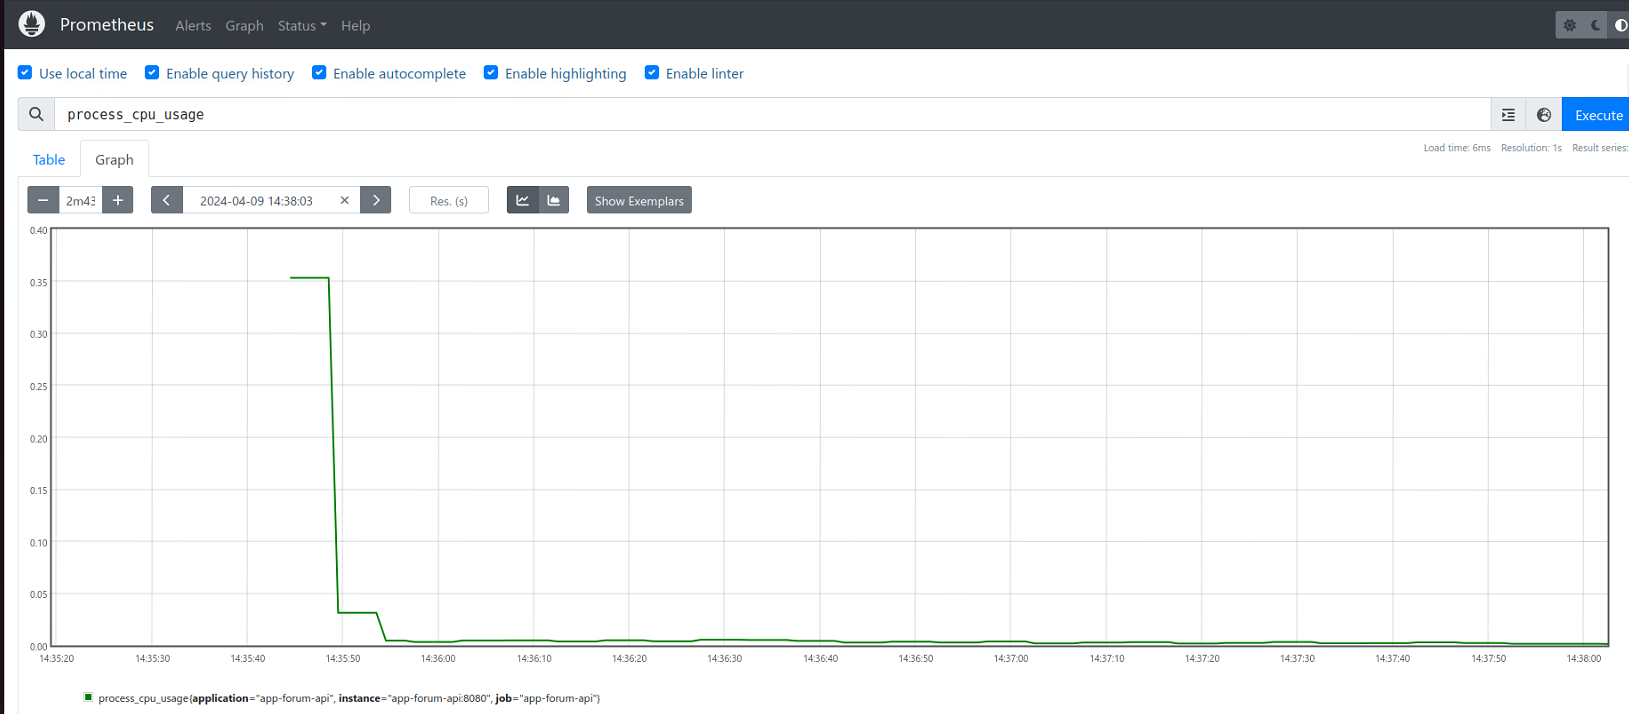 Prometheus Alerts Graph Status Help
Use local time Enable query history Enable autocomplete Enable highlighting Enable linter
process_cpu_usage Execute
Load time: 6ms Resolution: 1s Result series:
Table Graph
2m43 2024-04-09 14:38:03 Res. (s) Show Exemplars
0.40
0.35
0.30
0.25
0.20
0.15
0.10
0.05
0.00
14:35:20 14:35:30 14:35:40 14:35:50 14:36:00 14:36:10 14:36:20 14:36:30 14:36:40 14:36:50 14:37:00 14:37:10 14:37:20 14:37:30 14:37:40 14:37:50 14:38:00
process_cpu_usage{application="app-forum-api", instance="app-forum-api:8080", job="app-forum-api"}